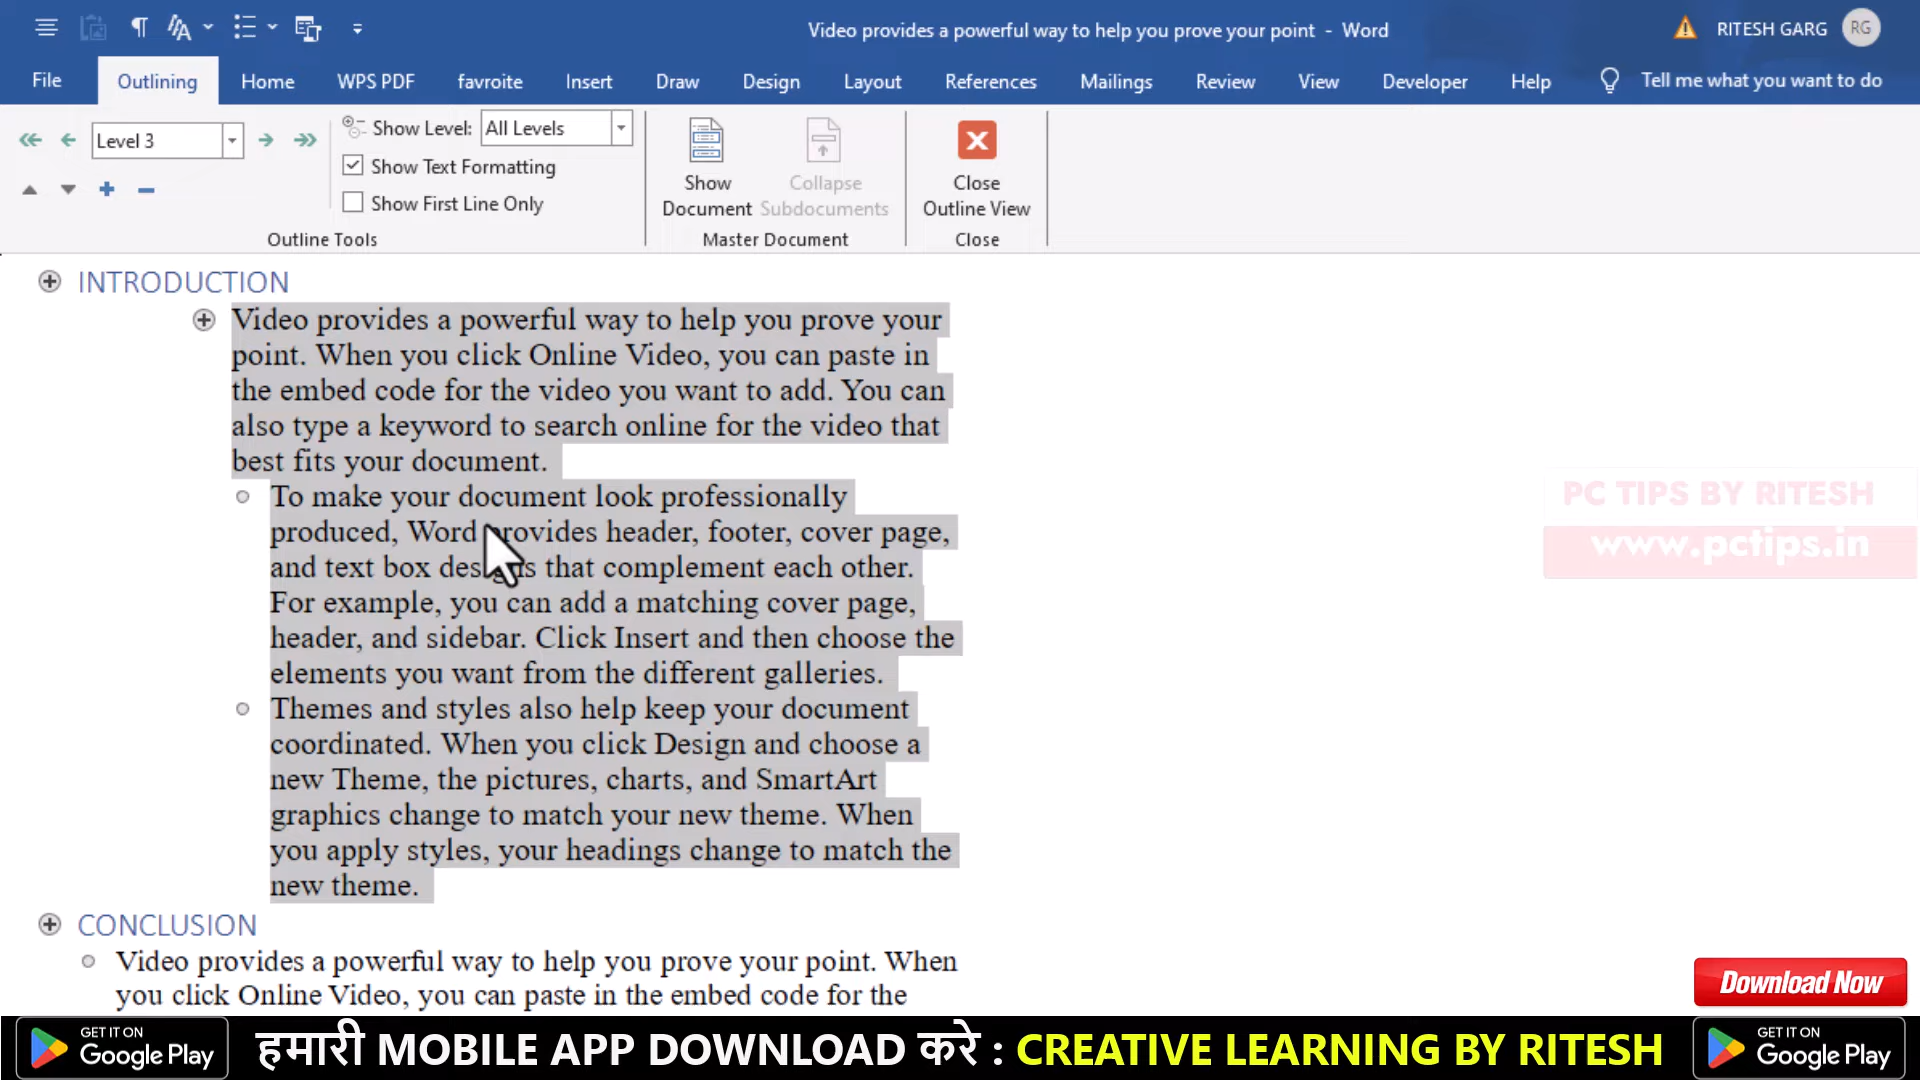 Video provides a powerful way to help you prove your point - Word
RITESH GARG RG
File Outlining Home WPS PDF favroite Insert Draw Design Layout References Mailings Review View Developer Help Tell me what you want to do
Level 3
Show Level: All Levels
Show Text Formatting
Show First Line Only
Outline Tools
Show Document
Collapse Subdocuments
Master Document
Close Outline View
Close
INTRODUCTION
Video provides a powerful way to help you prove your
point. When you click Online Video, you can paste in
the embed code for the video you want to add. You can
also type a keyword to search online for the video that
best fits your document.
To make your document look professionally
produced, Word provides header, footer, cover page,
and text box designs that complement each other.
For example, you can add a matching cover page,
header, and sidebar. Click Insert and then choose the
elements you want from the different galleries.
Themes and styles also help keep your document
coordinated. When you click Design and choose a
new Theme, the pictures, charts, and SmartArt
graphics change to match your new theme. When
you apply styles, your headings change to match the
new theme.
CONCLUSION
Video provides a powerful way to help you prove your point. When
you click Online Video, you can paste in the embed code for the
PC TIPS BY RITESH
www.pctips.in
Download Now
GET IT ON
Google Play
हमारी MOBILE APP DOWNLOAD करे : CREATIVE LEARNING BY RITESH
GET IT ON
Google Play